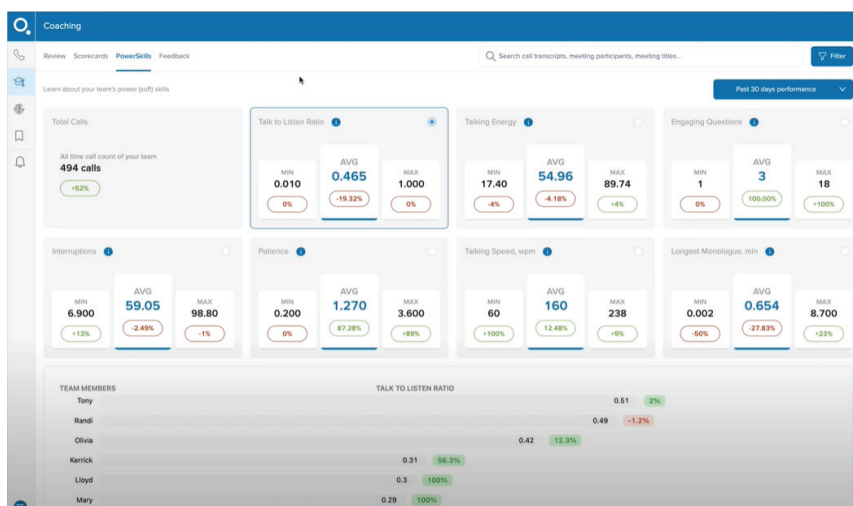 Coaching
Review Scorecards PowerSkills Feedback
Search call transcripts, meeting participants, meeting titles...
Filter
Learn about your team's power (soft) skills
Past 30 days performance
Total Calls
All time call count of your team
494 calls
+52%
Talk to Listen Ratio
MIN
0.010
0%
AVG
0.465
-19.32%
MAX
1.000
0%
Talking Energy
MIN
17.40
-4%
AVG
54.96
-4.18%
MAX
89.74
+4%
Engaging Questions
MIN
1
0%
AVG
3
100.00%
MAX
18
+100%
Interruptions
MIN
6.900
+13%
AVG
59.05
-2.49%
MAX
98.80
-1%
Patience
MIN
0.200
0%
AVG
1.270
87.28%
MAX
3.600
+89%
Talking Speed, wpm
MIN
60
+100%
AVG
160
12.48%
MAX
238
+9%
Longest Monologue, min
MIN
0.002
-50%
AVG
0.654
-27.83%
MAX
8.700
+23%
TEAM MEMBERS TALK TO LISTEN RATIO
Tony 0.51 2%
Randi 0.49 -1.2%
Olivia 0.42 12.3%
Kerrick 0.31 56.3%
Lloyd 0.3 100%
Mary 0.29 100%